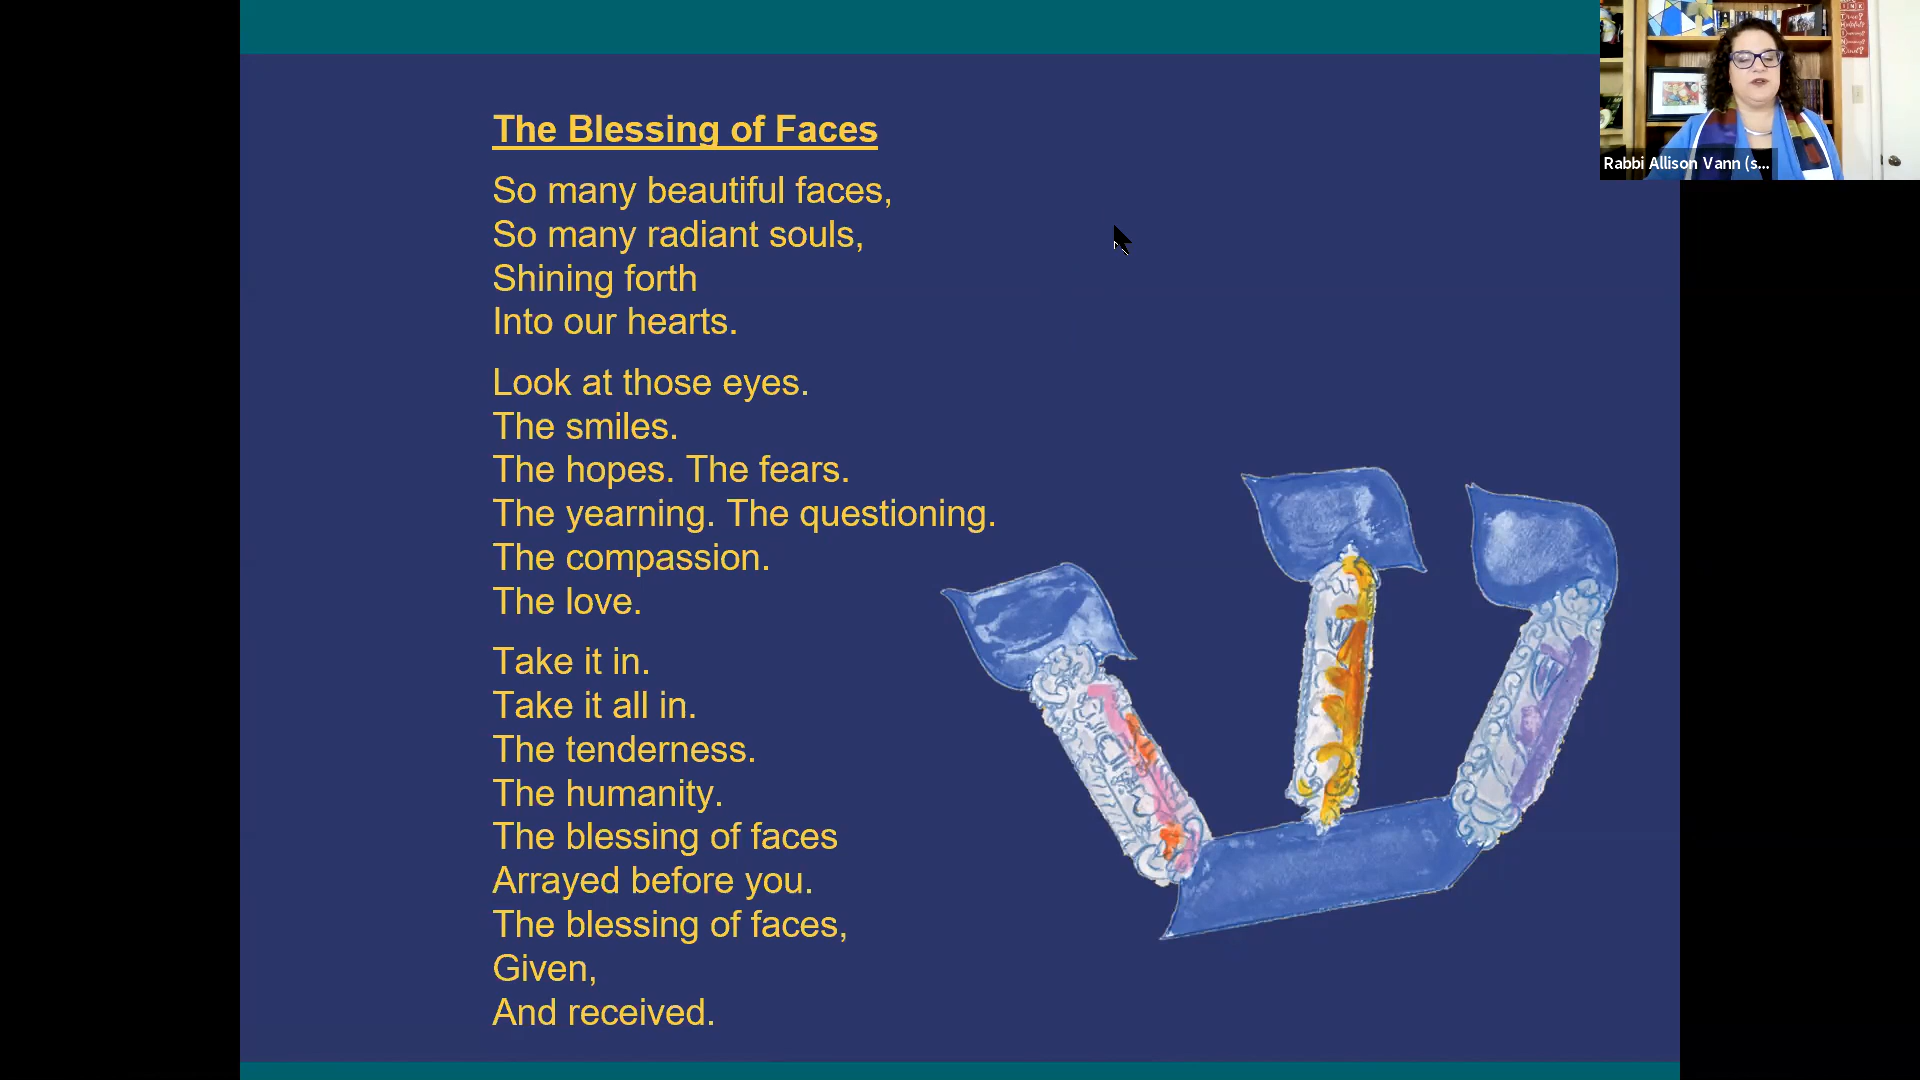 The Blessing of Faces
So many beautiful faces,
So many radiant souls,
Shining forth
Into our hearts.
Look at those eyes.
The smiles.
The hopes. The fears.
The yearning. The questioning.
The compassion.
The love.
Take it in.
Take it all in.
The tenderness.
The humanity.
The blessing of faces
Arrayed before you.
The blessing of faces,
Given,
And received.
Rabbi Allison Vann (s...
ש